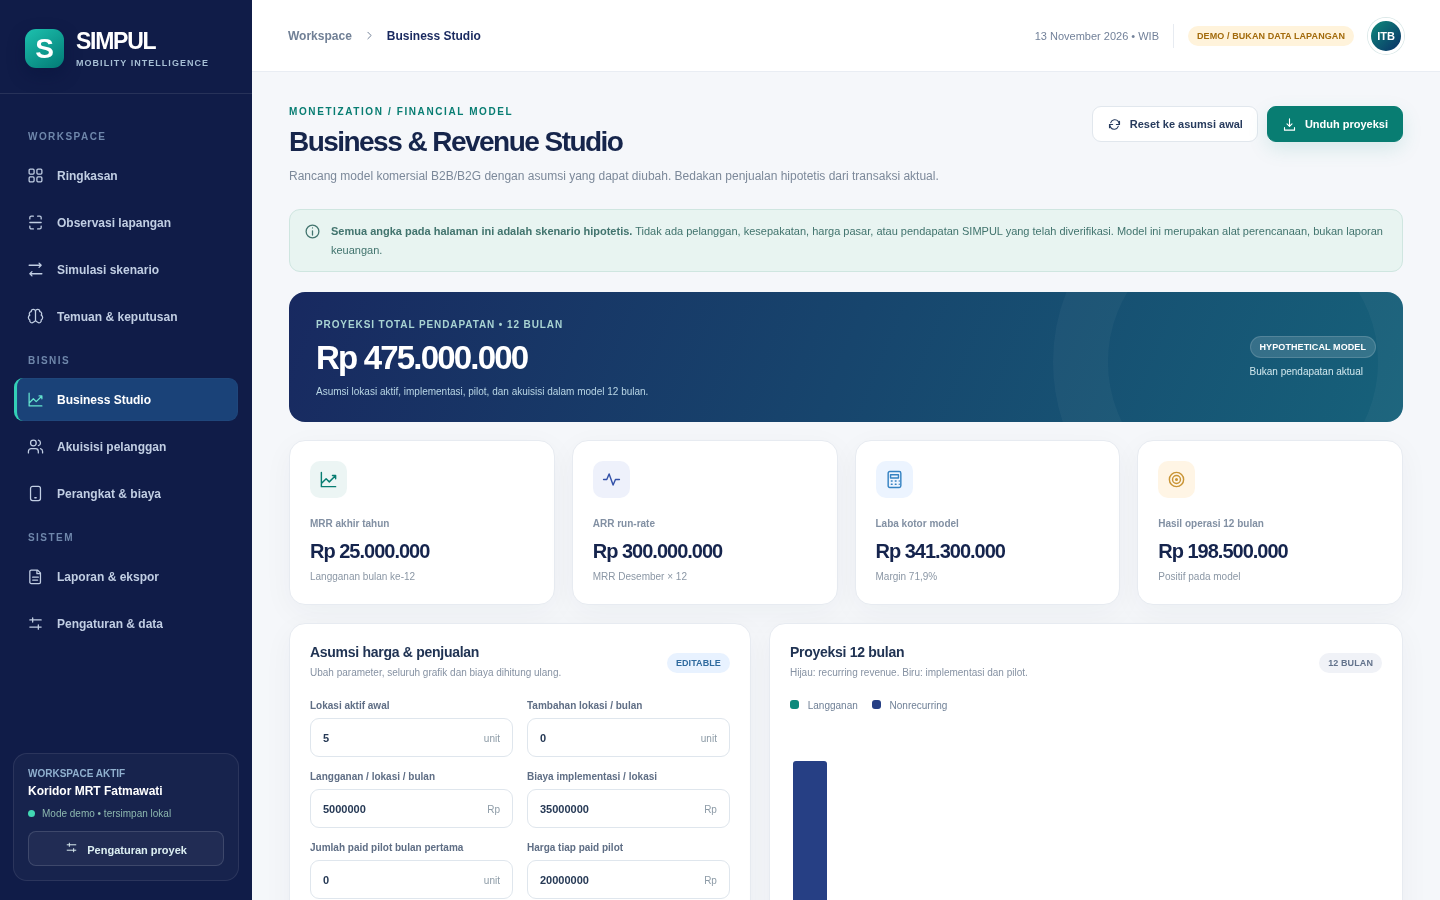 S
SIMPUL
MOBILITY INTELLIGENCE
WORKSPACE
Ringkasan
Observasi lapangan
Simulasi skenario
Temuan & keputusan
BISNIS
Business Studio
Akuisisi pelanggan
Perangkat & biaya
SISTEM
Laporan & ekspor
Pengaturan & data
WORKSPACE AKTIF
Koridor MRT Fatmawati
Mode demo • tersimpan lokal
Pengaturan proyek
Workspace > Business Studio
13 November 2026 • WIB
DEMO / BUKAN DATA LAPANGAN
ITB
MONETIZATION / FINANCIAL MODEL
Business & Revenue Studio
Rancang model komersial B2B/B2G dengan asumsi yang dapat diubah. Bedakan penjualan hipotetis dari transaksi aktual.
Reset ke asumsi awal
Unduh proyeksi
Semua angka pada halaman ini adalah skenario hipotetis. Tidak ada pelanggan, kesepakatan, harga pasar, atau pendapatan SIMPUL yang telah diverifikasi. Model ini merupakan alat perencanaan, bukan laporan
keuangan.
PROYEKSI TOTAL PENDAPATAN • 12 BULAN
Rp 475.000.000
Asumsi lokasi aktif, implementasi, pilot, dan akuisisi dalam model 12 bulan.
HYPOTHETICAL MODEL
Bukan pendapatan aktual
MRR akhir tahun
Rp 25.000.000
Langganan bulan ke-12
ARR run-rate
Rp 300.000.000
MRR Desember × 12
Laba kotor model
Rp 341.300.000
Margin 71,9%
Hasil operasi 12 bulan
Rp 198.500.000
Positif pada model
Asumsi harga & penjualan
Ubah parameter, seluruh grafik dan biaya dihitung ulang.
EDITABLE
Lokasi aktif awal
5 unit
Tambahan lokasi / bulan
0 unit
Langganan / lokasi / bulan
5000000 Rp
Biaya implementasi / lokasi
35000000 Rp
Jumlah paid pilot bulan pertama
0 unit
Harga tiap paid pilot
20000000 Rp
Proyeksi 12 bulan
Hijau: recurring revenue. Biru: implementasi dan pilot.
12 BULAN
Langganan
Nonrecurring